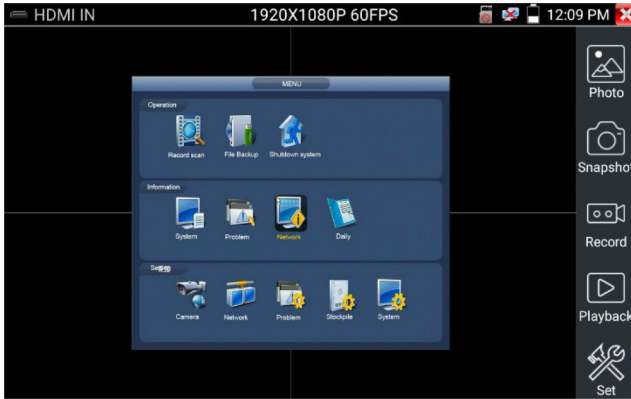 HDMI IN 1920X1080P 60FPS 12:09 PM
MENU
Operation
Record scan File Backup Shutdown system
Information
System Problem Network Daily
Setting
Camera Network Problem Stockpile System
Photo
Snapshot
Record
Playback
Set